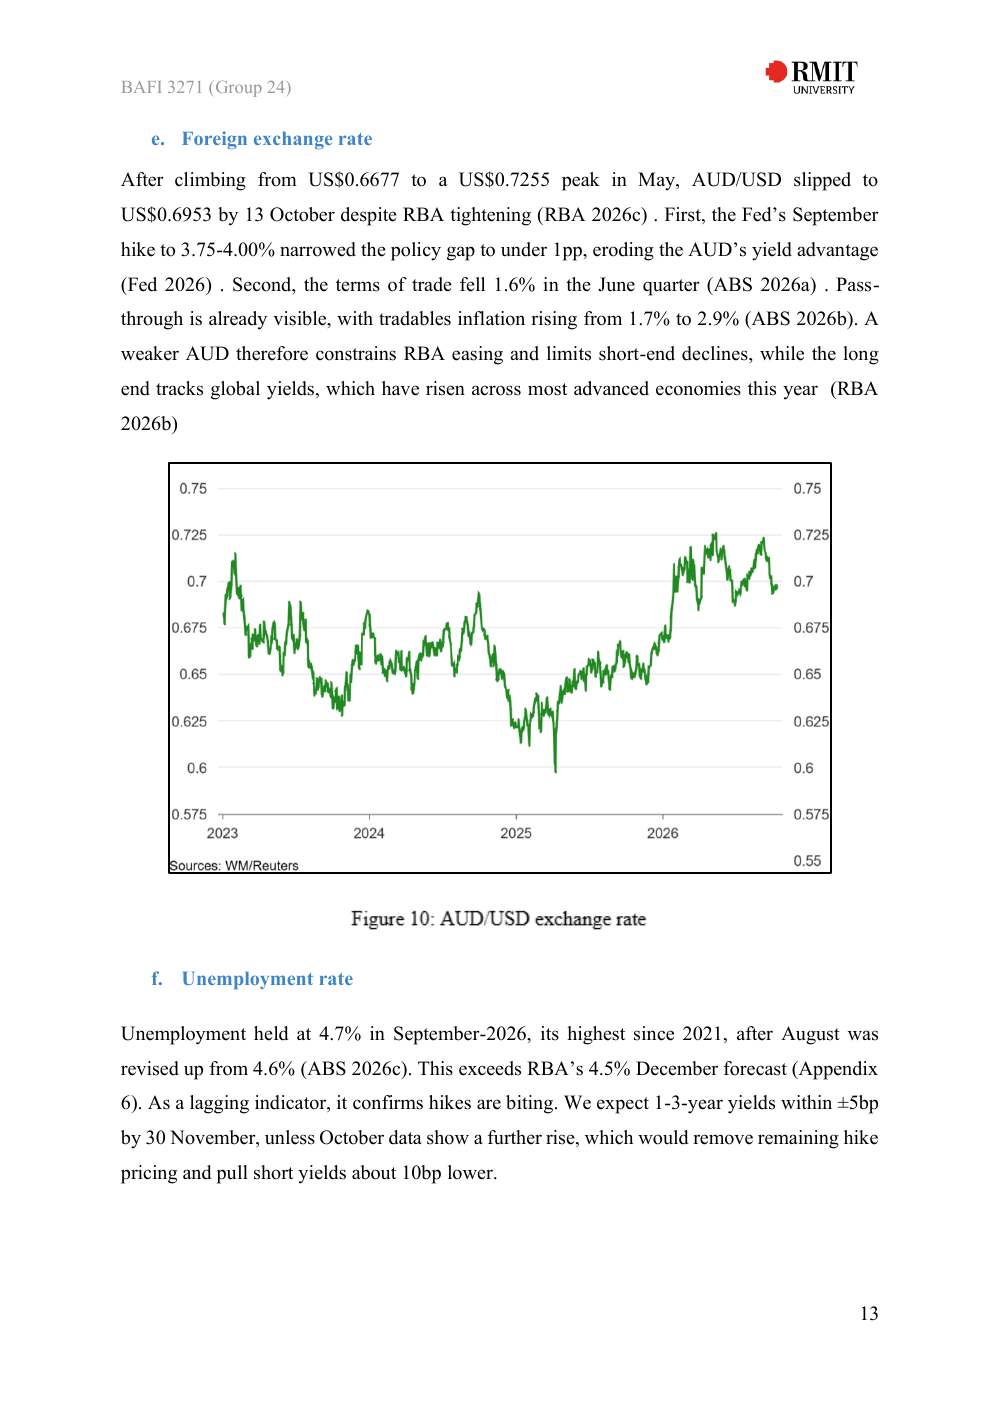 BAFI 3271 (Group 24)
RMIT
UNIVERSITY
e. Foreign exchange rate
After climbing from US$0.6677 to a US$0.7255 peak in May, AUD/USD slipped to
US$0.6953 by 13 October despite RBA tightening (RBA 2026c) . First, the Fed’s September
hike to 3.75-4.00% narrowed the policy gap to under 1pp, eroding the AUD’s yield advantage
(Fed 2026) . Second, the terms of trade fell 1.6% in the June quarter (ABS 2026a) . Pass-
through is already visible, with tradables inflation rising from 1.7% to 2.9% (ABS 2026b). A
weaker AUD therefore constrains RBA easing and limits short-end declines, while the long
end tracks global yields, which have risen across most advanced economies this year (RBA
2026b)
0.75 0.75
0.725 0.725
0.7 0.7
0.675 0.675
0.65 0.65
0.625 0.625
0.6 0.6
0.575 0.575
2023 2024 2025 2026
0.55
Sources: WM/Reuters
Figure 10: AUD/USD exchange rate
f. Unemployment rate
Unemployment held at 4.7% in September-2026, its highest since 2021, after August was
revised up from 4.6% (ABS 2026c). This exceeds RBA’s 4.5% December forecast (Appendix
6). As a lagging indicator, it confirms hikes are biting. We expect 1-3-year yields within ±5bp
by 30 November, unless October data show a further rise, which would remove remaining hike
pricing and pull short yields about 10bp lower.
13